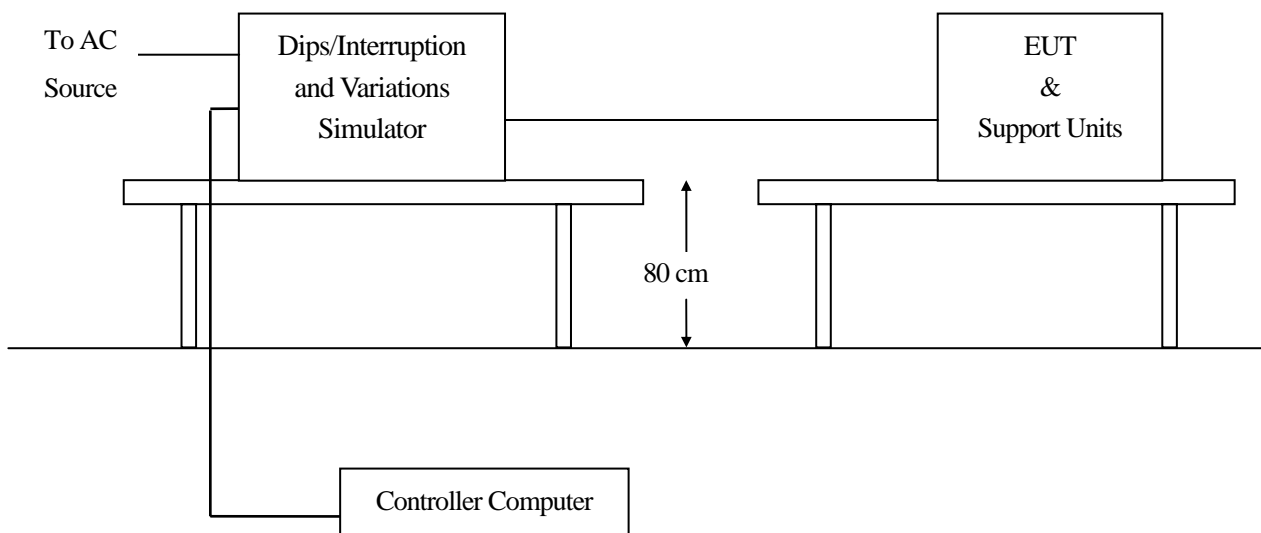 To AC
Source
Dips/Interruption
and Variations
Simulator
EUT
&
Support Units
80 cm
Controller Computer